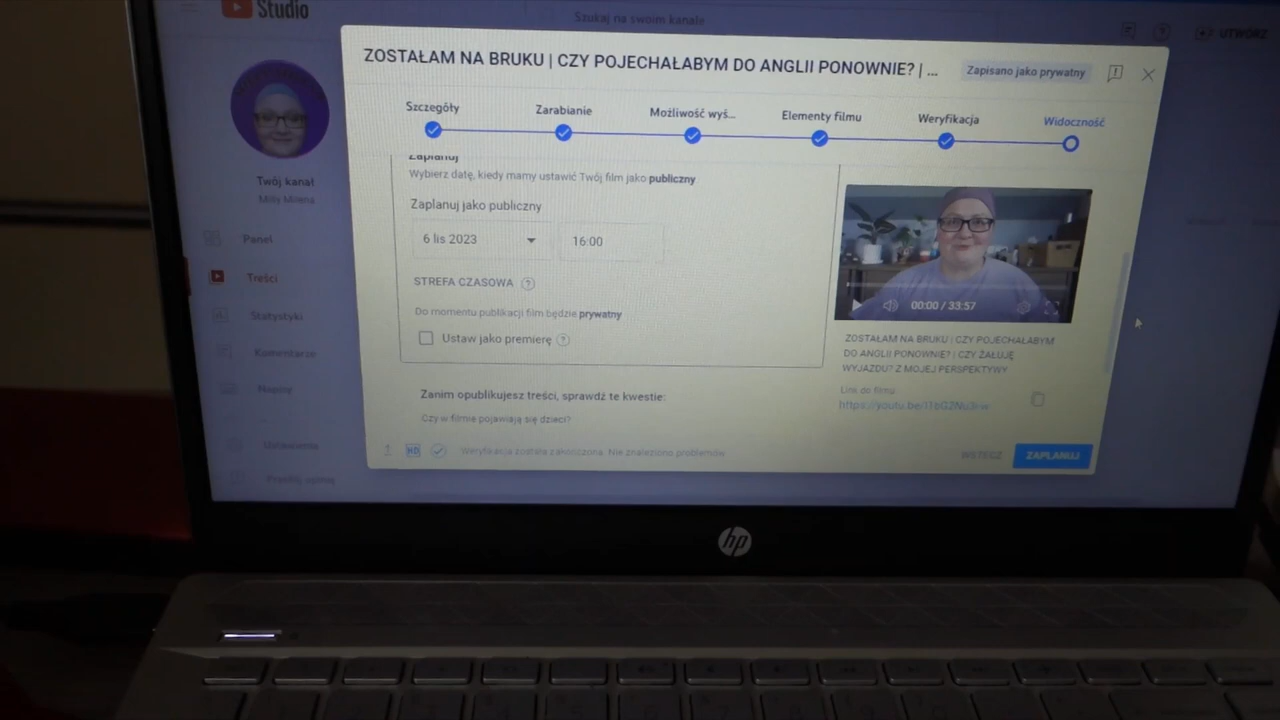 Studio
Szukaj na swoim kanale
UTWÓRZ
ZOSTAŁAM NA BRUKU | CZY POJECHAŁABYM DO ANGLII PONOWNIE? | ...
Zapisano jako prywatny
Szczegóły
Zarabianie
Możliwość wyś...
Elementy filmu
Weryfikacja
Widoczność
Twój kanał
Milly Milena
Panel
Treści
Statystyki
Komentarze
Napisy
Ustawienia
Zaplanuj
Wybierz datę, kiedy mamy ustawić Twój film jako publiczny
Zaplanuj jako publiczny
6 lis 2023
16:00
STREFA CZASOWA
Do momentu publikacji film będzie prywatny
Ustaw jako premierę
Zanim opublikujesz treści, sprawdź te kwestie:
Czy w filmie pojawiają się dzieci?
00:00 / 33:57
ZOSTAŁAM NA BRUKU | CZY POJECHAŁABYM
DO ANGLII PONOWNIE? | CZY ŻAŁUJĘ
WYJAZDU? Z MOJEJ PERSPEKTYWY
Link do filmu
HD
Weryfikacja została zakończona. Nie znaleziono problemów
WSTECZ
ZAPLANUJ
hp